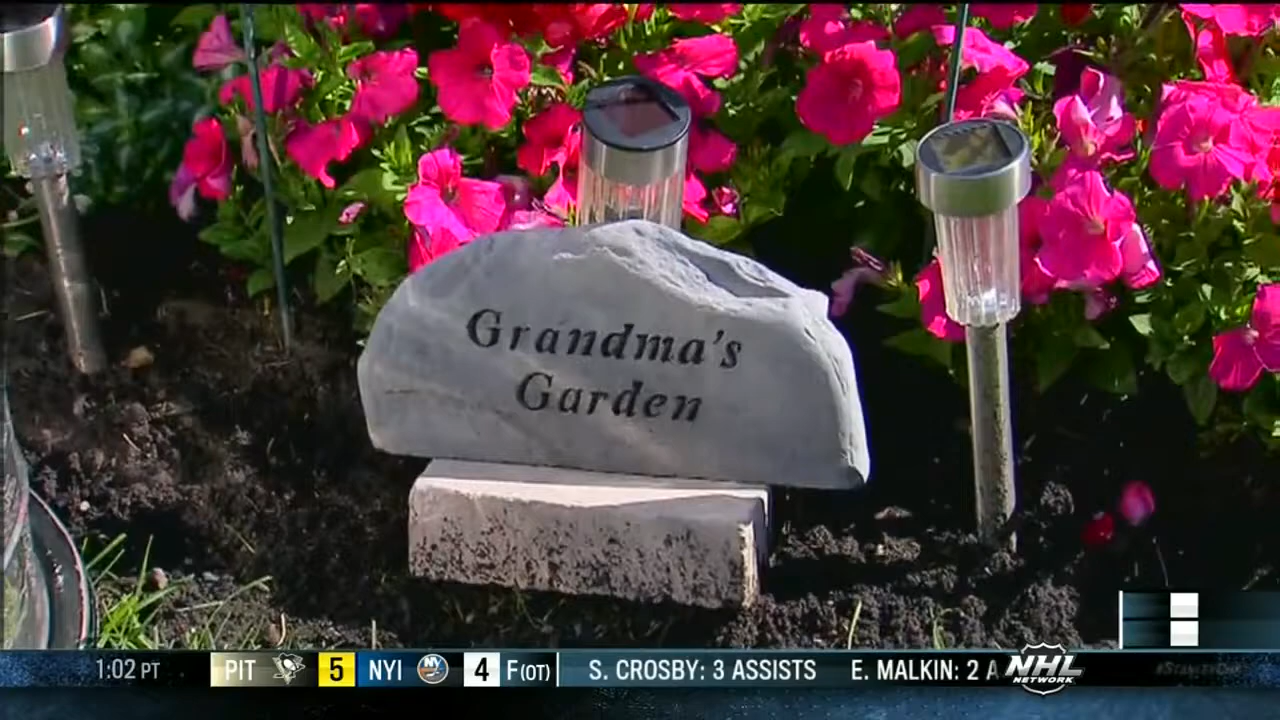 Grandma's
Garden
1:02 PT PIT 5 NYI 4 F(OT) S. CROSBY: 3 ASSISTS E. MALKIN: 2 A
NHL
NETWORK